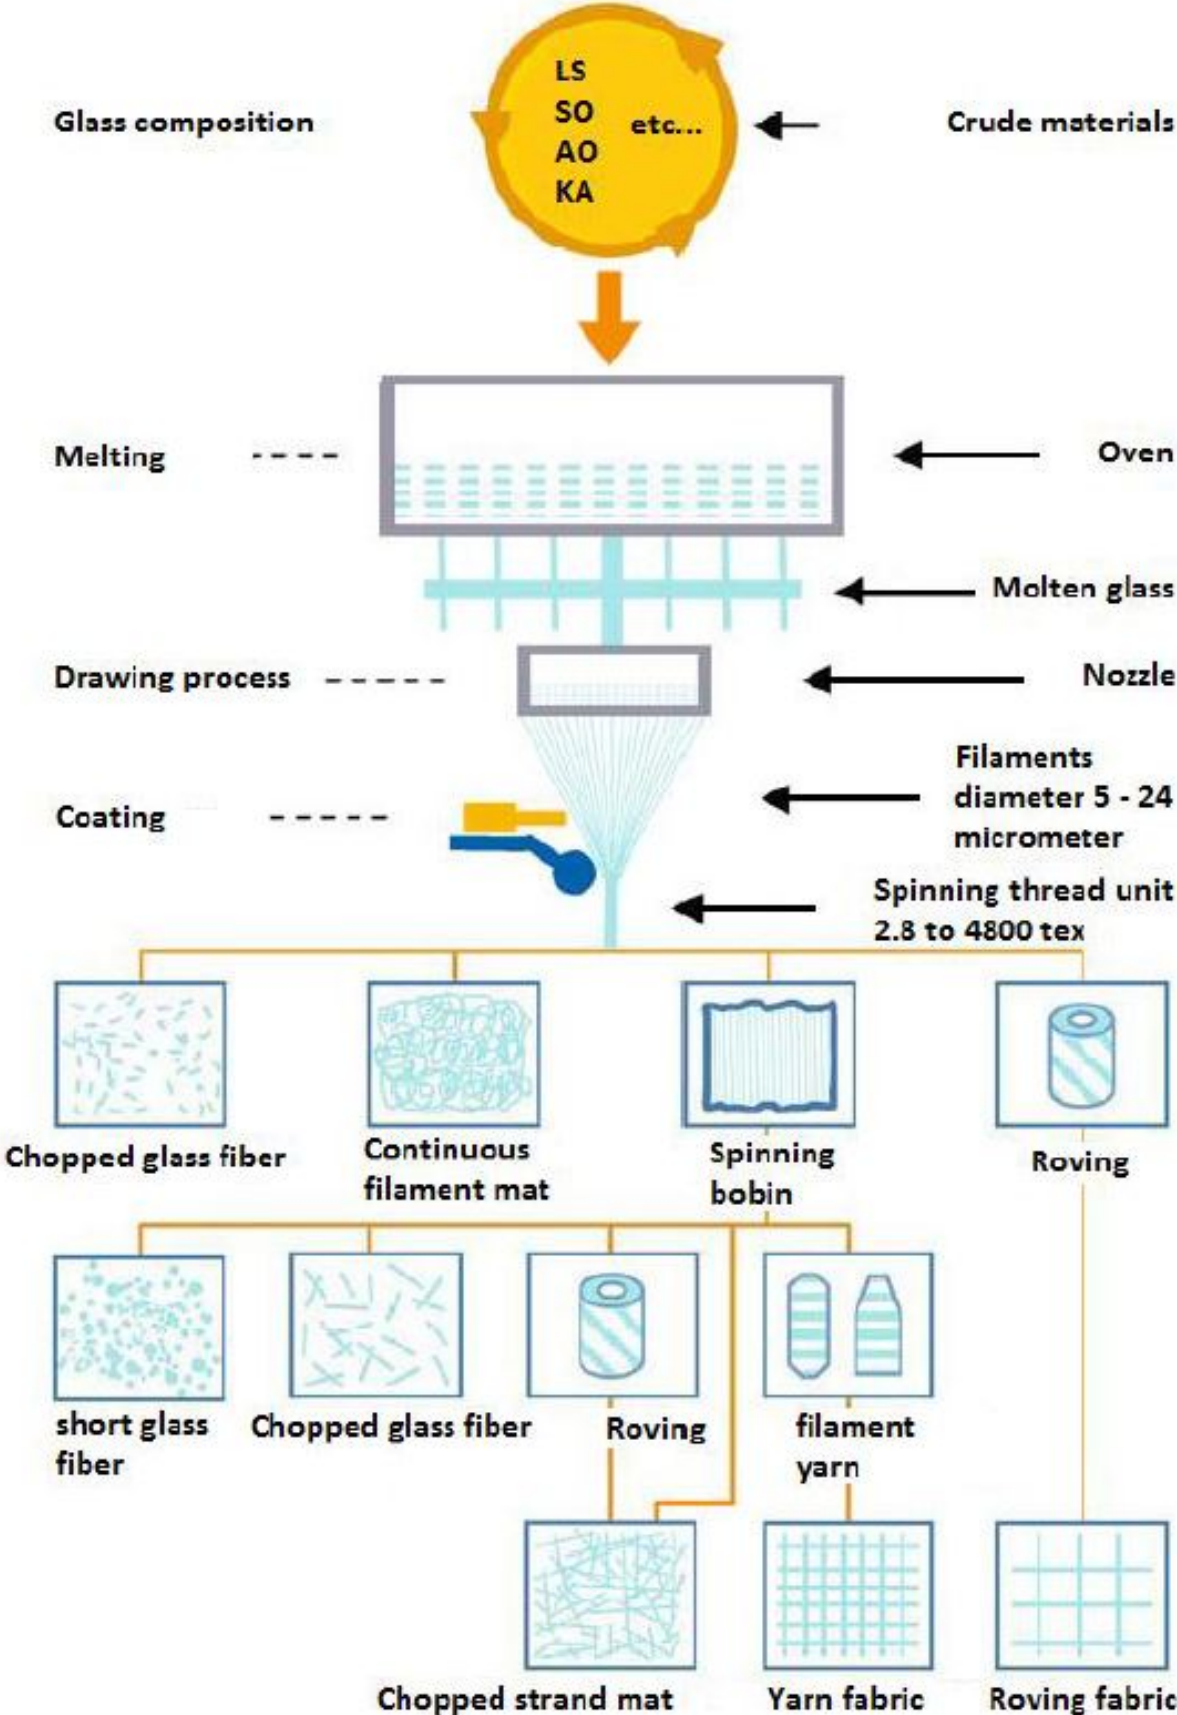 LS
SO
AO
KA
etc...
Glass composition
Crude materials
Melting
Oven
Molten glass
Drawing process
Nozzle
Filaments
diameter 5 - 24
micrometer
Coating
Spinning thread unit
2.8 to 4800 tex
Chopped glass fiber
Continuous
filament mat
Spinning
bobin
Roving
short glass
fiber
Chopped glass fiber
Roving
filament
yarn
Chopped strand mat
Yarn fabric
Roving fabric